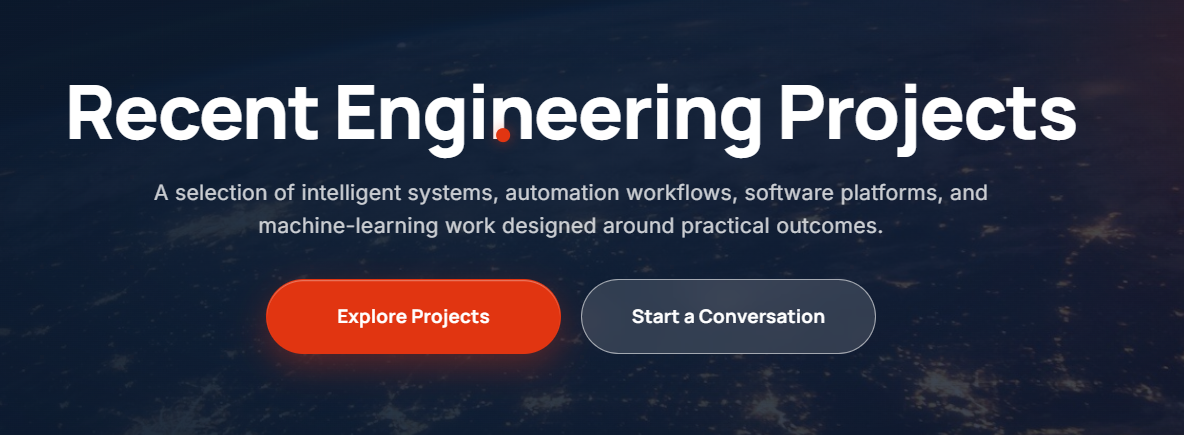 Recent Engineering Projects
A selection of intelligent systems, automation workflows, software platforms, and
machine-learning work designed around practical outcomes.
Explore Projects
Start a Conversation